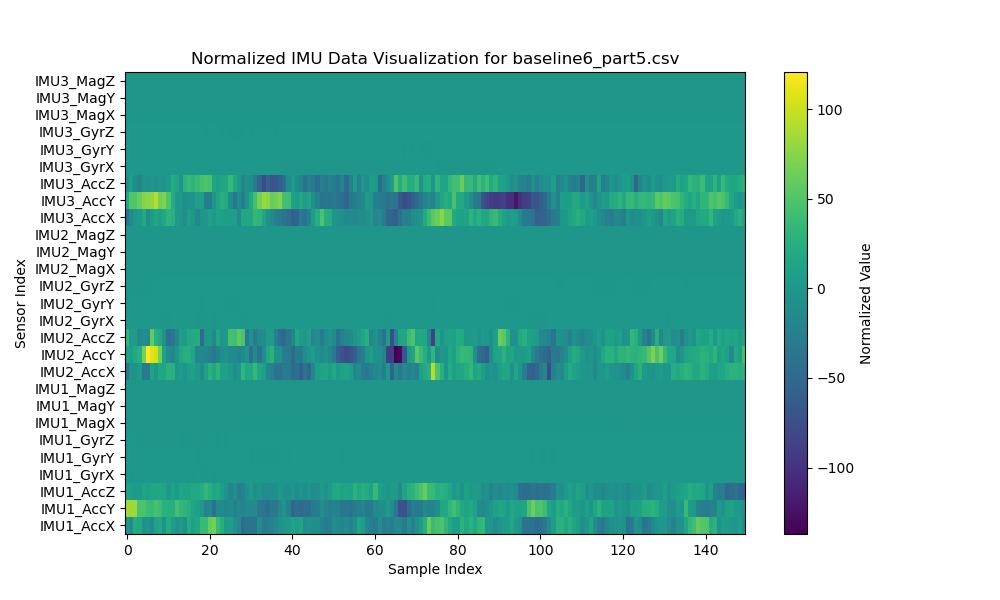 Normalized IMU Data Visualization for baseline6_part5.csv
IMU3_MagZ
IMU3_MagY
IMU3_MagX
IMU3_GyrZ
IMU3_GyrY
IMU3_GyrX
IMU3_AccZ
IMU3_AccY
IMU3_AccX
IMU2_MagZ
IMU2_MagY
IMU2_MagX
IMU2_GyrZ
IMU2_GyrY
IMU2_GyrX
IMU2_AccZ
IMU2_AccY
IMU2_AccX
IMU1_MagZ
IMU1_MagY
IMU1_MagX
IMU1_GyrZ
IMU1_GyrY
IMU1_GyrX
IMU1_AccZ
IMU1_AccY
IMU1_AccX
Sensor Index
0 20 40 60 80 100 120 140
Sample Index
100
50
0
−50
−100
Normalized Value